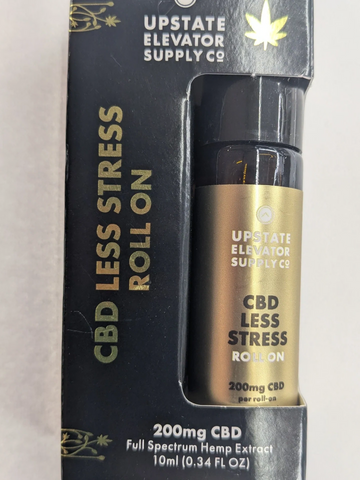 UPSTATE
ELEVATOR
SUPPLY Cº
CBD LESS STRESS
ROLL ON
UPSTATE
ELEVATOR
SUPPLY Cº
CBD
LESS
STRESS
ROLL ON
200mg CBD
per roll-on
200mg CBD
Full Spectrum Hemp Extract
10ml (0.34 FL OZ)